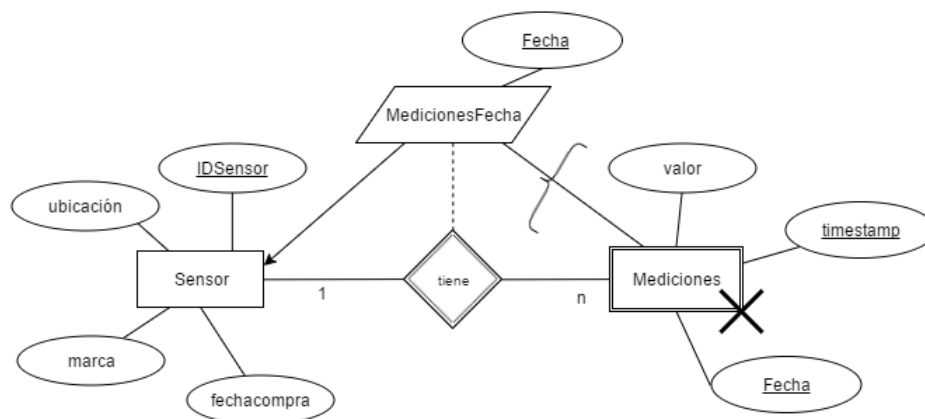 Fecha
MedicionesFecha
IDSensor
valor
ubicación
timestamp
Sensor
1
tiene
n
Mediciones
marca
fechacompra
Fecha